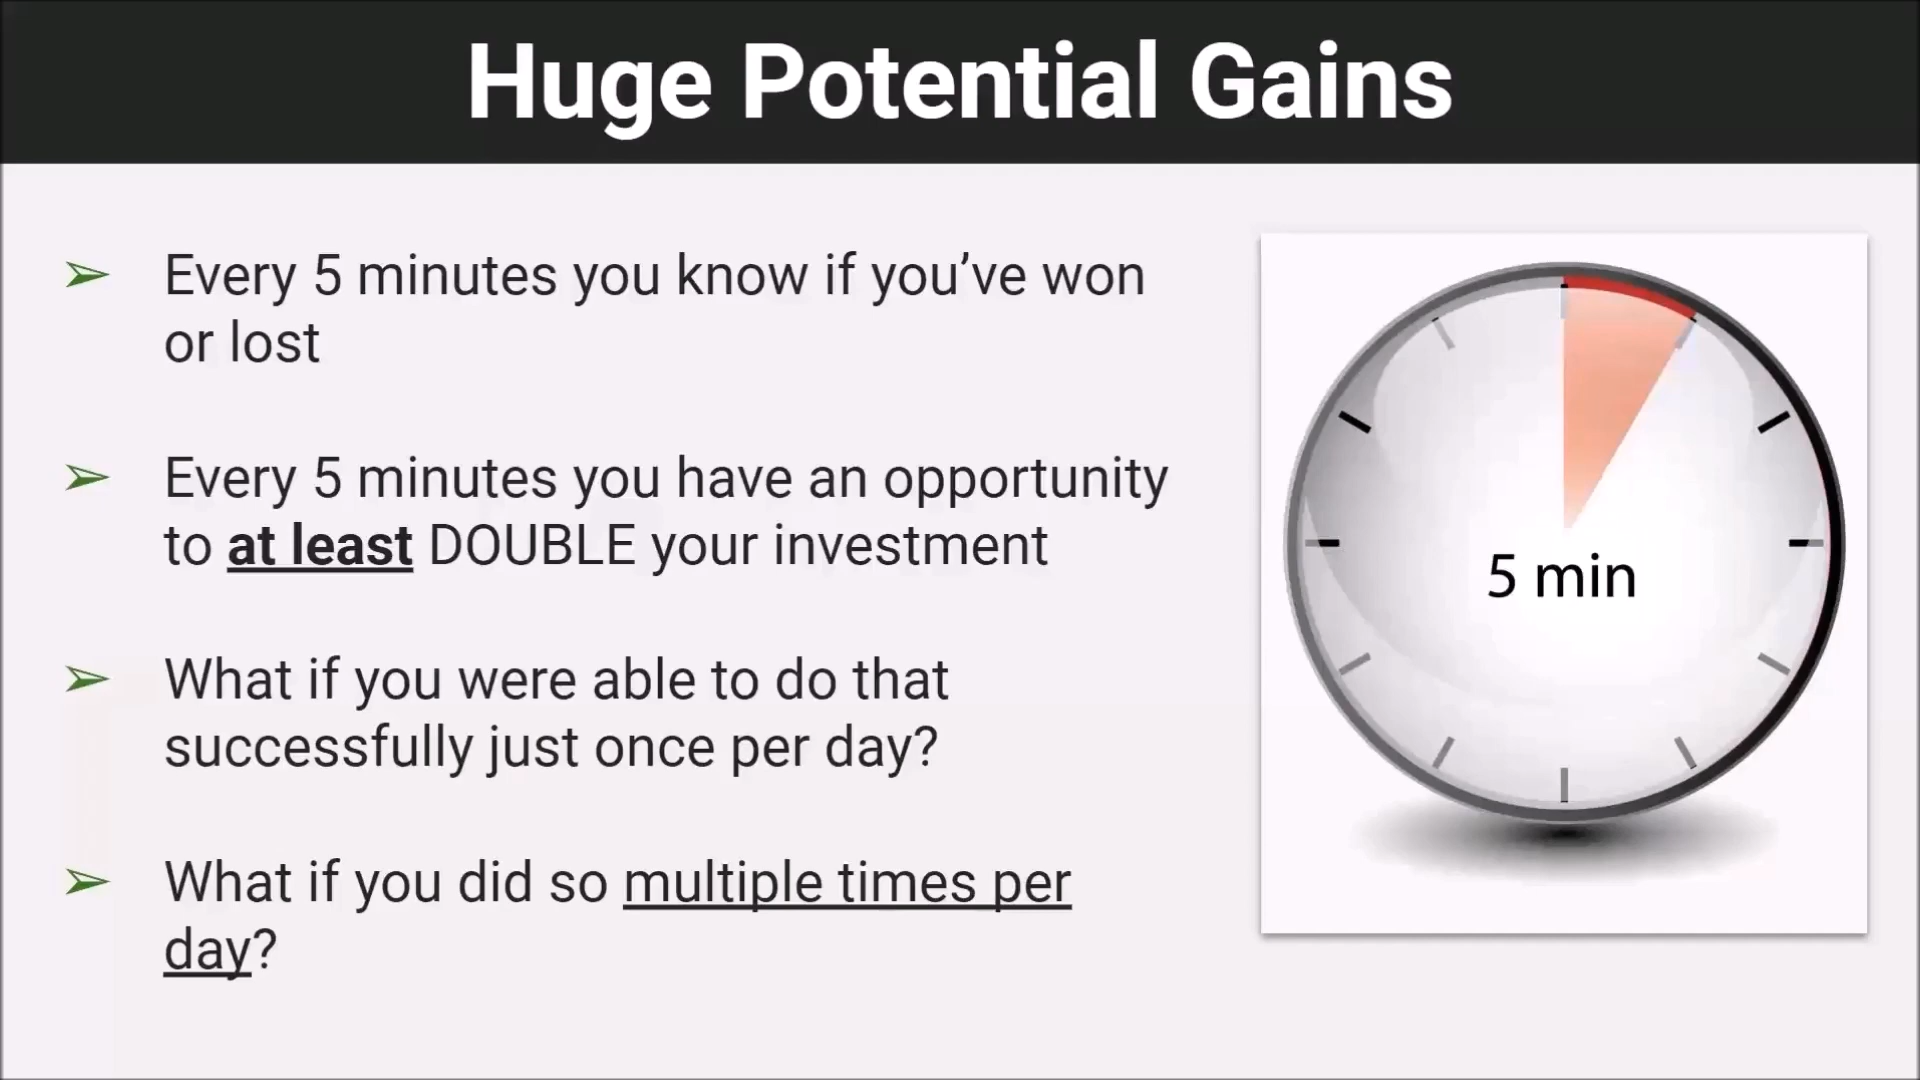 Huge Potential Gains
➢ Every 5 minutes you know if you’ve won
or lost
➢ Every 5 minutes you have an opportunity
to at least DOUBLE your investment
➢ What if you were able to do that
successfully just once per day?
➢ What if you did so multiple times per
day?
5 min